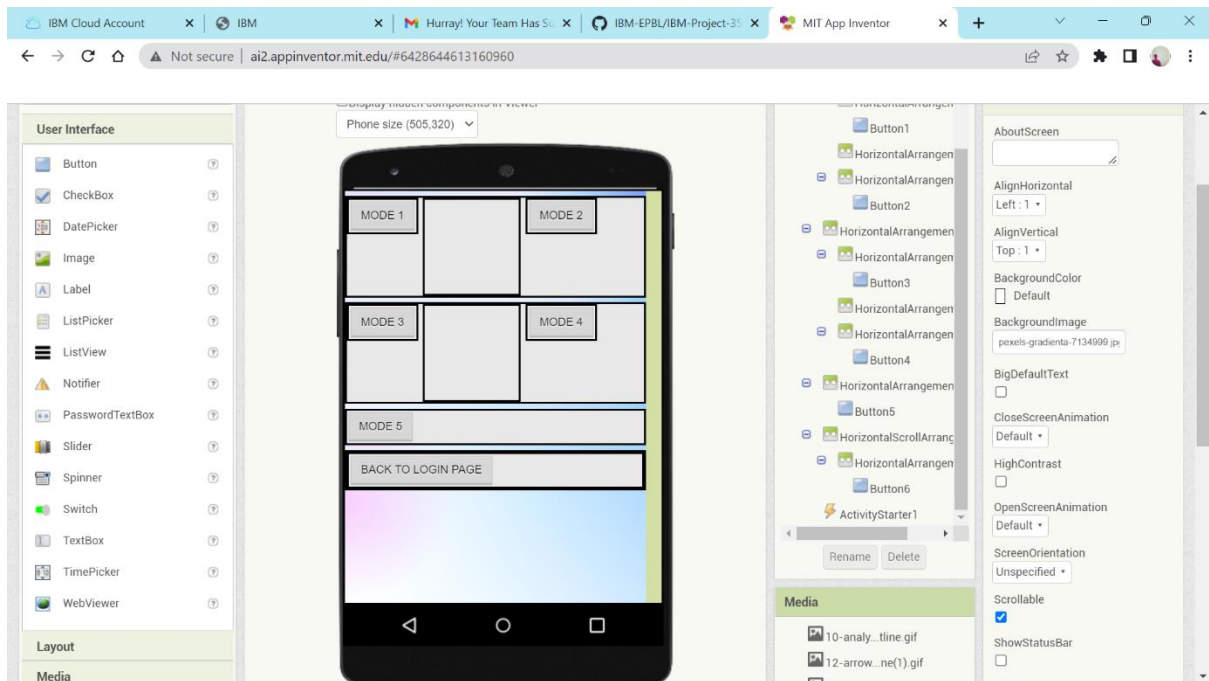 IBM Cloud Account
IBM
Hurray! Your Team Has Su
IBM-EPBL/IBM-Project-35
MIT App Inventor
Not secure | ai2.appinventor.mit.edu/#6428644613160960
User Interface
Button
CheckBox
DatePicker
Image
Label
ListPicker
ListView
Notifier
PasswordTextBox
Slider
Spinner
Switch
TextBox
TimePicker
WebViewer
Layout
Media
Display hidden components in Viewer
Phone size (505,320)
MODE 1
MODE 2
MODE 3
MODE 4
MODE 5
BACK TO LOGIN PAGE
HorizontalArrangen
Button1
HorizontalArrangen
HorizontalArrangen
Button2
HorizontalArrangemen
HorizontalArrangen
Button3
HorizontalArrangen
HorizontalArrangen
Button4
HorizontalArrangemen
Button5
HorizontalScrollArrang
HorizontalArrangen
Button6
ActivityStarter1
Rename Delete
Media
10-analy...tline.gif
12-arrow...ne(1).gif
AboutScreen
AlignHorizontal
Left : 1
AlignVertical
Top : 1
BackgroundColor
Default
BackgroundImage
pexels-gradienta-7134999.jp
BigDefaultText
CloseScreenAnimation
Default
HighContrast
OpenScreenAnimation
Default
ScreenOrientation
Unspecified
Scrollable
ShowStatusBar